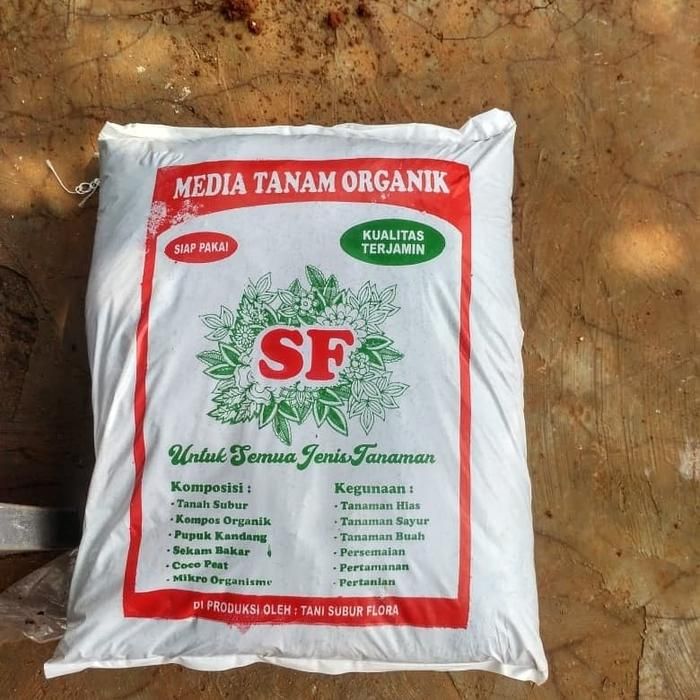 MEDIA TANAM ORGANIK
SIAP PAKAI
KUALITAS
TERJAMIN
SF
Untuk Semua Jenis Tanaman
Komposisi :
- Tanah Subur
- Kompos Organik
- Pupuk Kandang
- Sekam Bakar
- Coco Peat
- Mikro Organisme
Kegunaan :
- Tanaman Hias
- Tanaman Sayur
- Tanaman Buah
- Persemaian
- Pertamanan
- Pertanian
DI PRODUKSI OLEH : TANI SUBUR FLORA